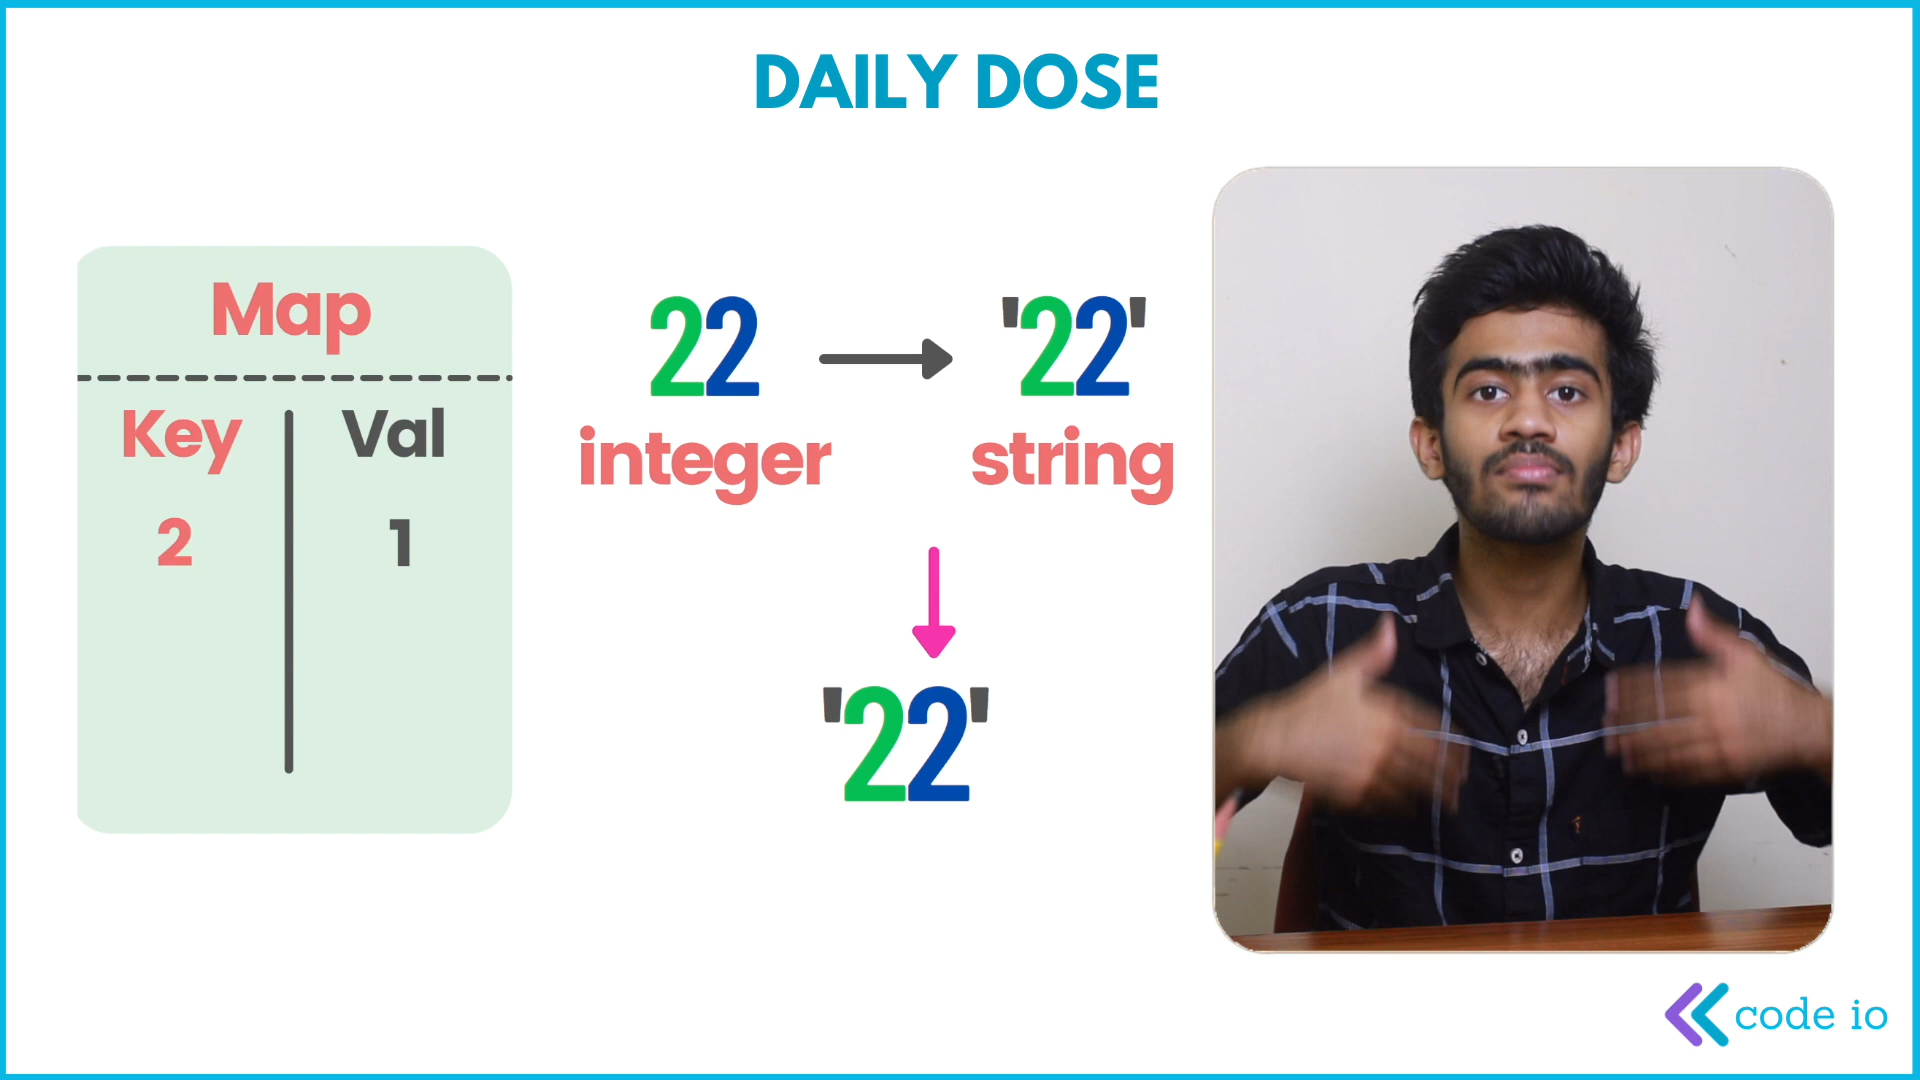 DAILY DOSE
Map
Key Val
2 1
22 '22'
integer string
'22'
code io